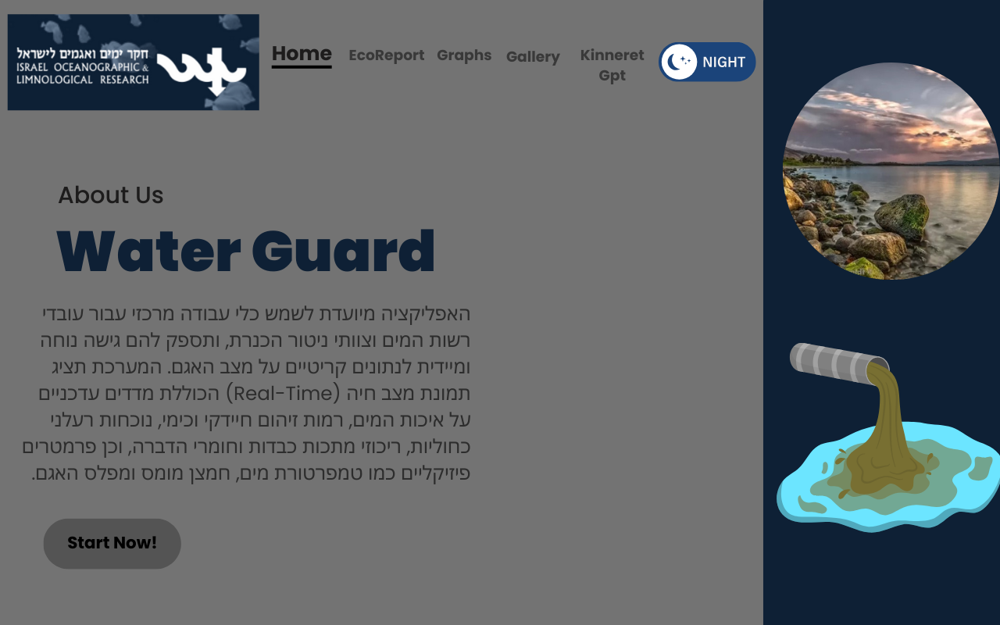 חקר ימים ואגמים לישראל
ISRAEL OCEANOGRAPHIC &
LIMNOLOGICAL RESEARCH
Home
EcoReport
Graphs
Gallery
Kinneret
Gpt
NIGHT
About Us
Water Guard
האפליקציה מיועדת לשמש כלי עבודה מרכזי עבור עובדי
רשות המים וצוותי ניטור הכנרת, ותספק להם גישה נוחה
ומיידית לנתונים קריטיים על מצב האגם. המערכת תציג
תמונת מצב חיה (Real-Time) הכוללת מדדים עדכניים
על איכות המים, רמות זיהום חיידקי וכימי, נוכחות רעלני
כחוליות, ריכוזי מתכות כבדות וחומרי הדברה, וכן פרמטרים
פיזיקליים כמו טמפרטורת מים, חמצן מומס ומפלס האגם.
Start Now!